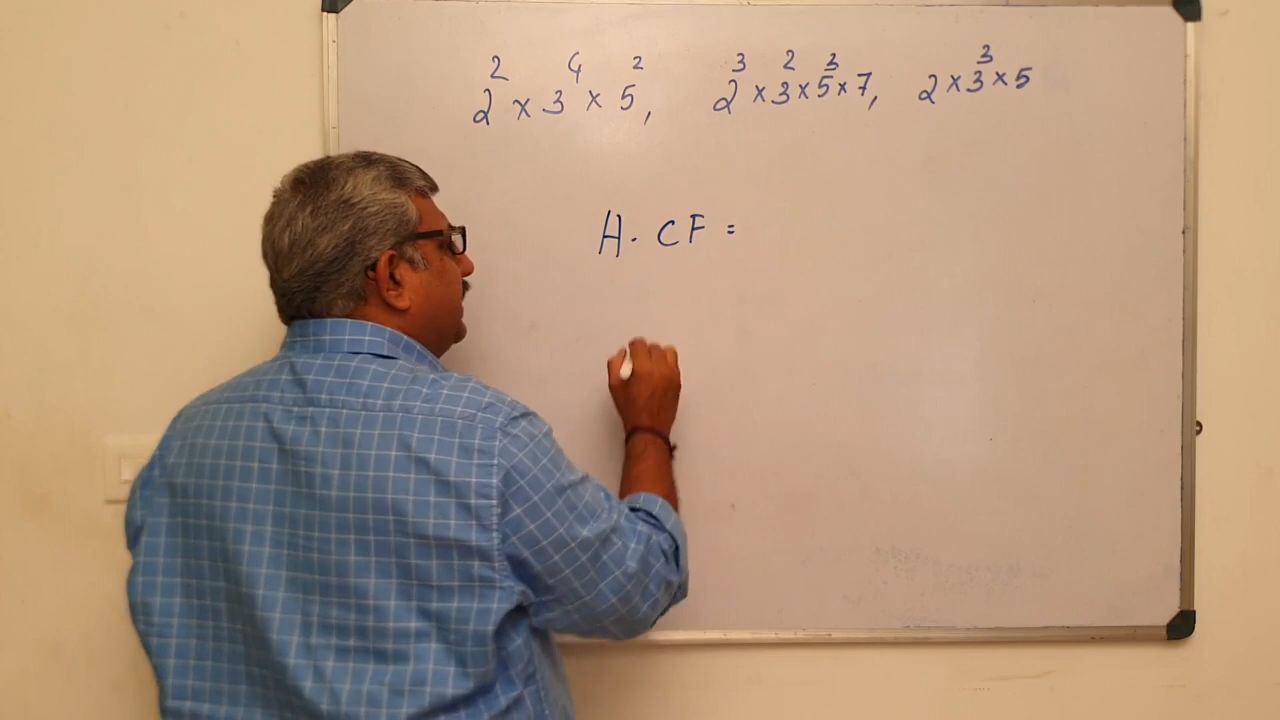 2² × 3⁴ × 5², 2³ × 3² × 5³ × 7, 2 × 3³ × 5
H. CF =